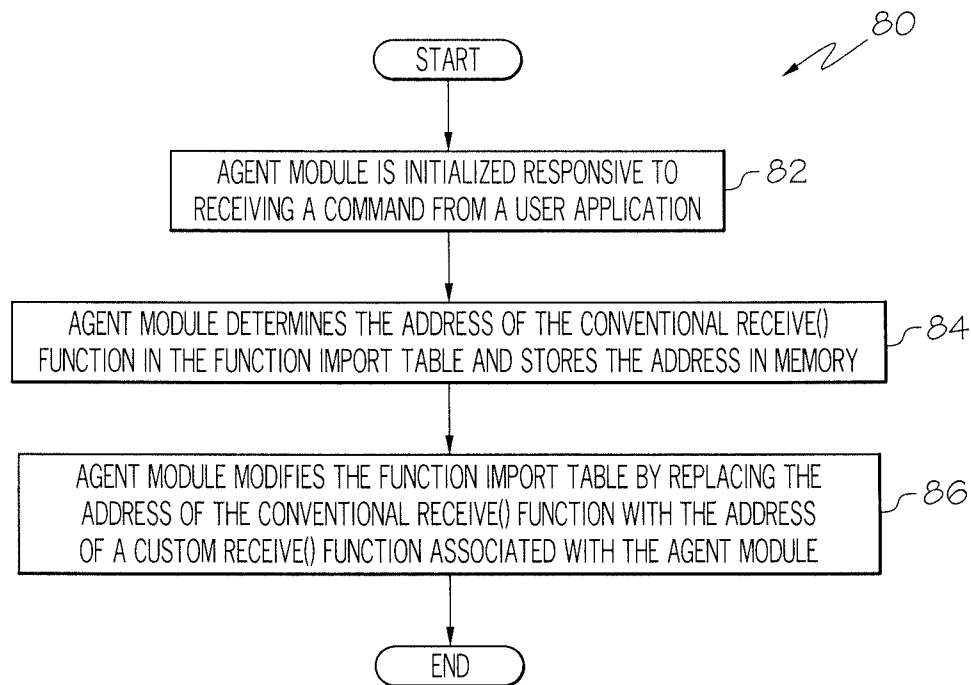 80
START
AGENT MODULE IS INITIALIZED RESPONSIVE TO
RECEIVING A COMMAND FROM A USER APPLICATION
82
AGENT MODULE DETERMINES THE ADDRESS OF THE CONVENTIONAL RECEIVE()
FUNCTION IN THE FUNCTION IMPORT TABLE AND STORES THE ADDRESS IN MEMORY
84
AGENT MODULE MODIFIES THE FUNCTION IMPORT TABLE BY REPLACING THE
ADDRESS OF THE CONVENTIONAL RECEIVE() FUNCTION WITH THE ADDRESS
OF A CUSTOM RECEIVE() FUNCTION ASSOCIATED WITH THE AGENT MODULE
86
END